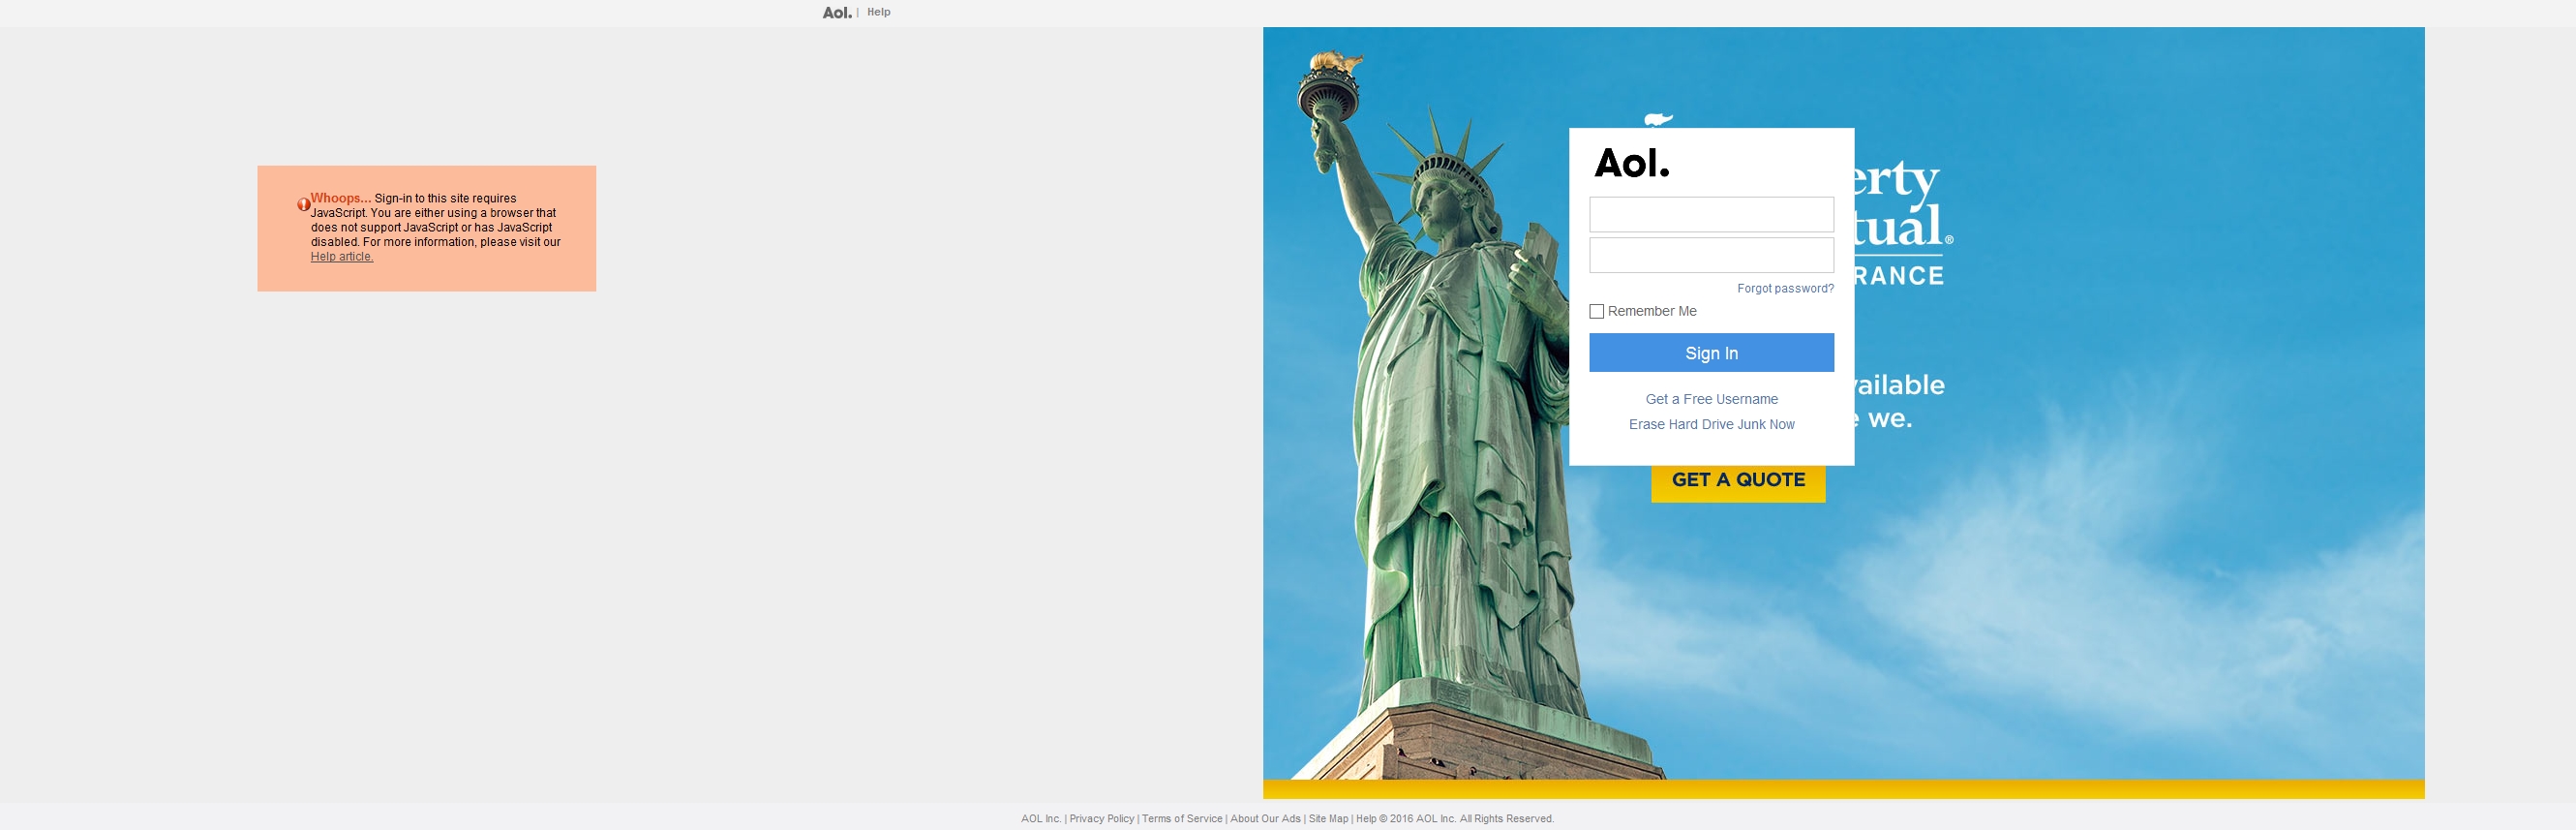 Aol. | Help
Whoops... Sign-in to this site requires
JavaScript. You are either using a browser that
does not support JavaScript or has JavaScript
disabled. For more information, please visit our
Help article.
Aol.
erty
tual®
RANCE
Forgot password?
Remember Me
Sign In
vailable
Get a Free Username
e we.
Erase Hard Drive Junk Now
GET A QUOTE
AOL Inc. | Privacy Policy | Terms of Service | About Our Ads | Site Map | Help © 2016 AOL Inc. All Rights Reserved.